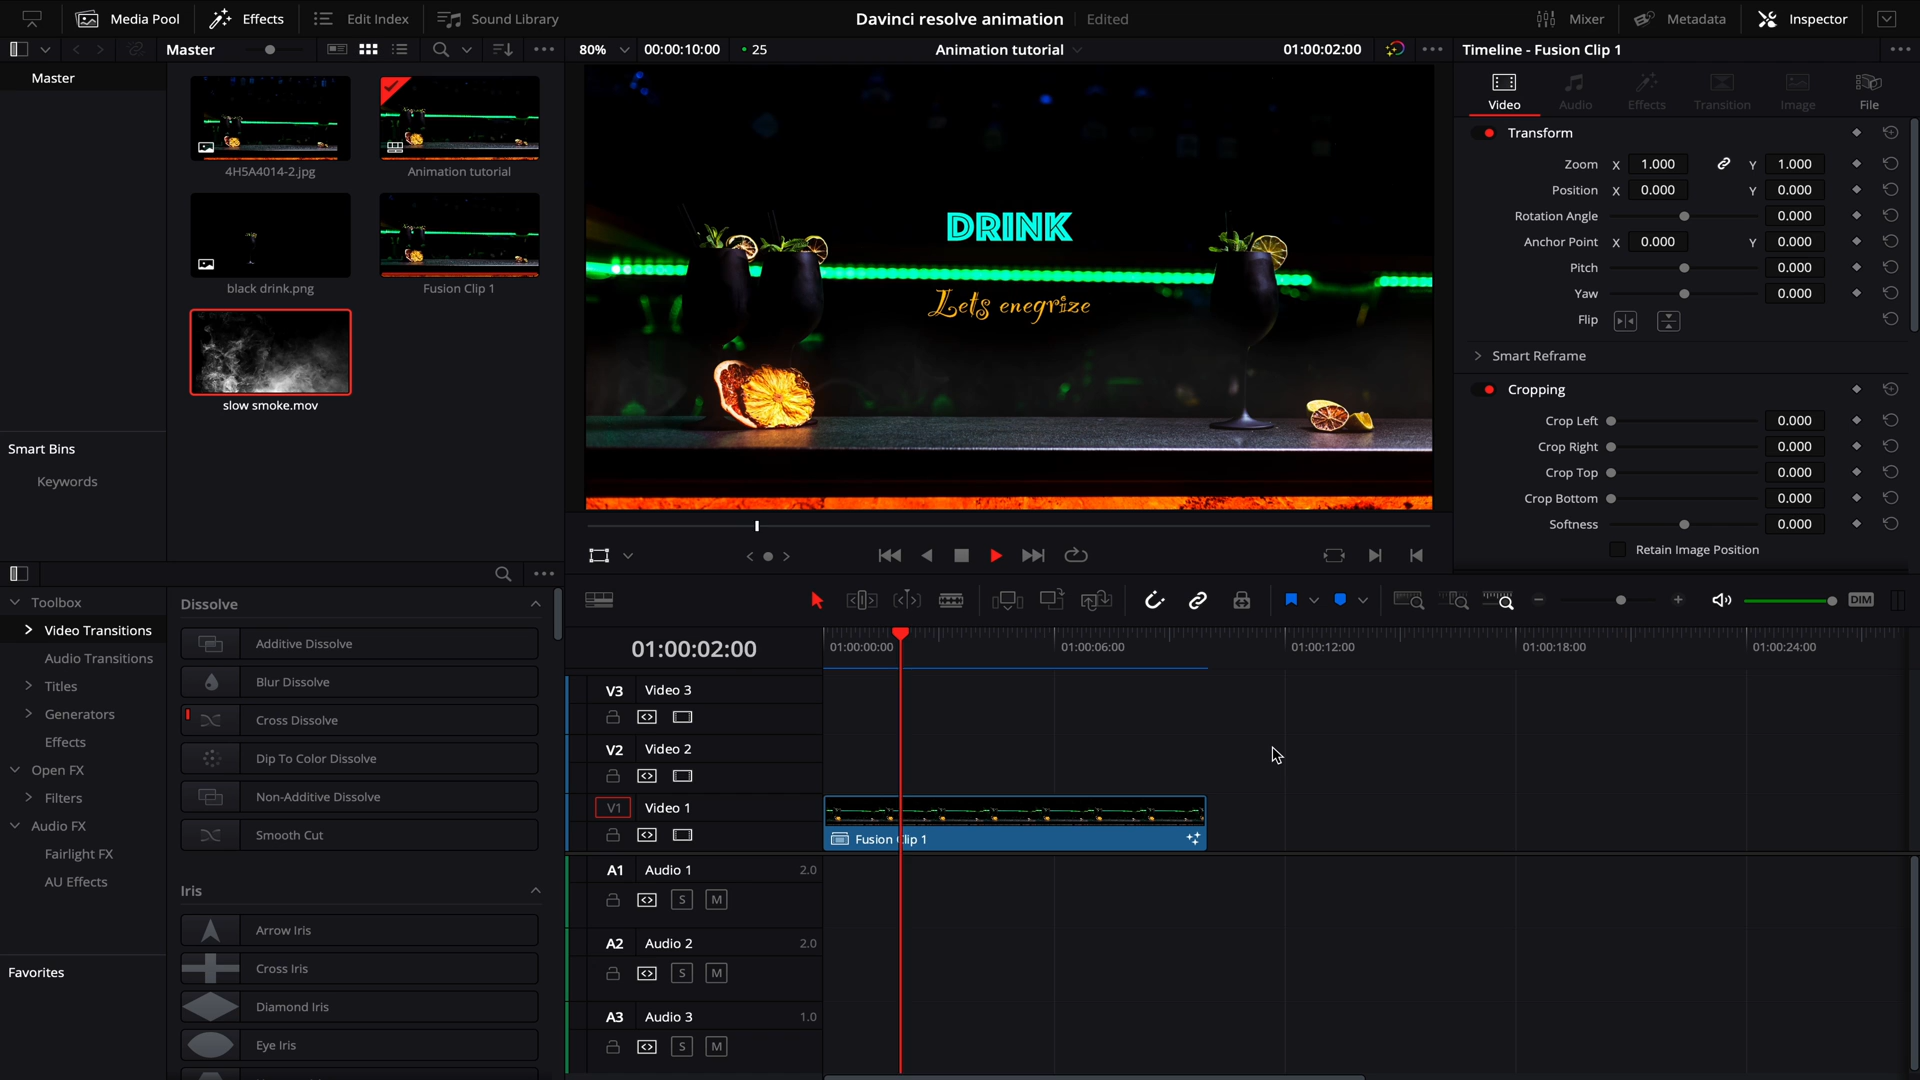 Media Pool
Effects
Edit Index
Sound Library
Davinci resolve animation
Edited
Mixer
Metadata
Inspector
Master
80%
00:00:10:00
25
Animation tutorial
01:00:02:00
Timeline - Fusion Clip 1
Master
4H5A4014-2.jpg
Animation tutorial
black drink.png
Fusion Clip 1
slow smoke.mov
Smart Bins
Keywords
DRINK
Lets enegrize
Video
Audio
Effects
Transition
Image
File
Transform
Zoom X 1.000 Y 1.000
Position X 0.000 Y 0.000
Rotation Angle 0.000
Anchor Point X 0.000 Y 0.000
Pitch 0.000
Yaw 0.000
Flip
Smart Reframe
Cropping
Crop Left 0.000
Crop Right 0.000
Crop Top 0.000
Crop Bottom 0.000
Softness 0.000
Retain Image Position
Toolbox
Video Transitions
Audio Transitions
Titles
Generators
Effects
Open FX
Filters
Audio FX
Fairlight FX
AU Effects
Favorites
Dissolve
Additive Dissolve
Blur Dissolve
Cross Dissolve
Dip To Color Dissolve
Non-Additive Dissolve
Smooth Cut
Iris
Arrow Iris
Cross Iris
Diamond Iris
Eye Iris
DIM
01:00:02:00
01:00:00:00
01:00:06:00
01:00:12:00
01:00:18:00
01:00:24:00
V3 Video 3
V2 Video 2
V1 Video 1
Fusion Clip 1
A1 Audio 1 2.0
S M
A2 Audio 2 2.0
S M
A3 Audio 3 1.0
S M